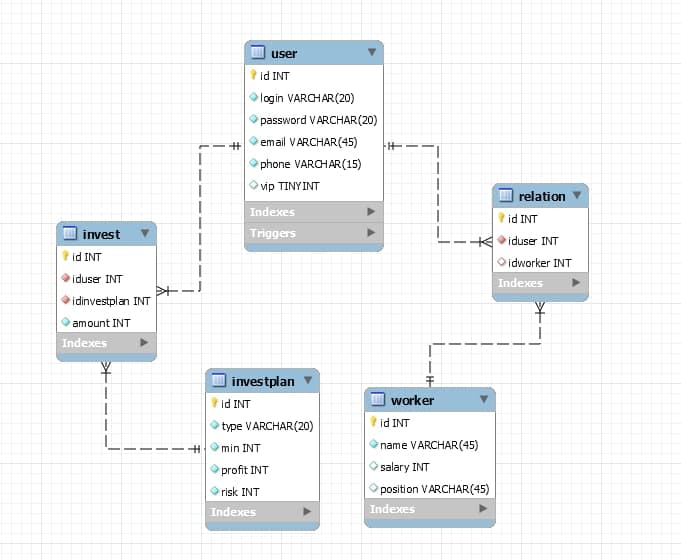 user
id INT
login VARCHAR(20)
password VARCHAR(20)
email VARCHAR(45)
phone VARCHAR(15)
vip TINYINT
Indexes
Triggers
relation
id INT
iduser INT
idworker INT
Indexes
invest
id INT
iduser INT
idinvestplan INT
amount INT
Indexes
investplan
id INT
type VARCHAR(20)
min INT
profit INT
risk INT
Indexes
worker
id INT
name VARCHAR(45)
salary INT
position VARCHAR(45)
Indexes